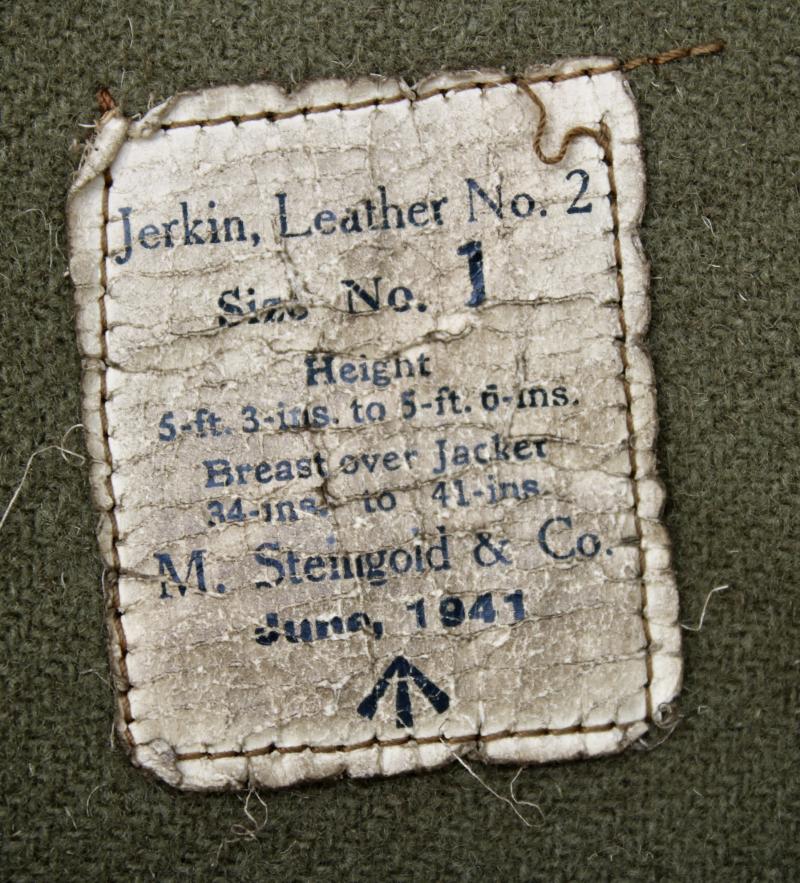 Jerkin, Leather No. 2
Size No. 1
Height
5-ft. 3-ins. to 5-ft. 6-ins.
Breast over Jacket
34-ins. to 41-ins.
M. Steingold & Co.
June, 1941